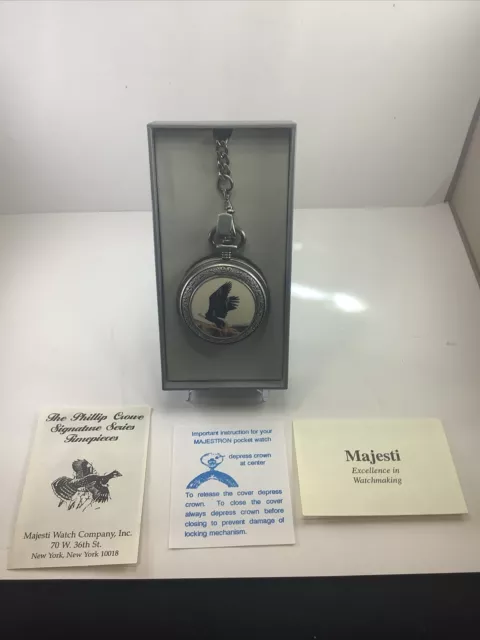 The Phillip Crowe
Signature Series
Timepieces
Majesti Watch Company, Inc.
70 W. 36th St.
New York, New York 10018
Important instruction for your
MAJESTRON pocket watch
depress crown
at center
To release the cover depress
crown. To close the cover
always depress crown before
closing to prevent damage of
locking mechanism.
Majesti
Excellence in
Watchmaking